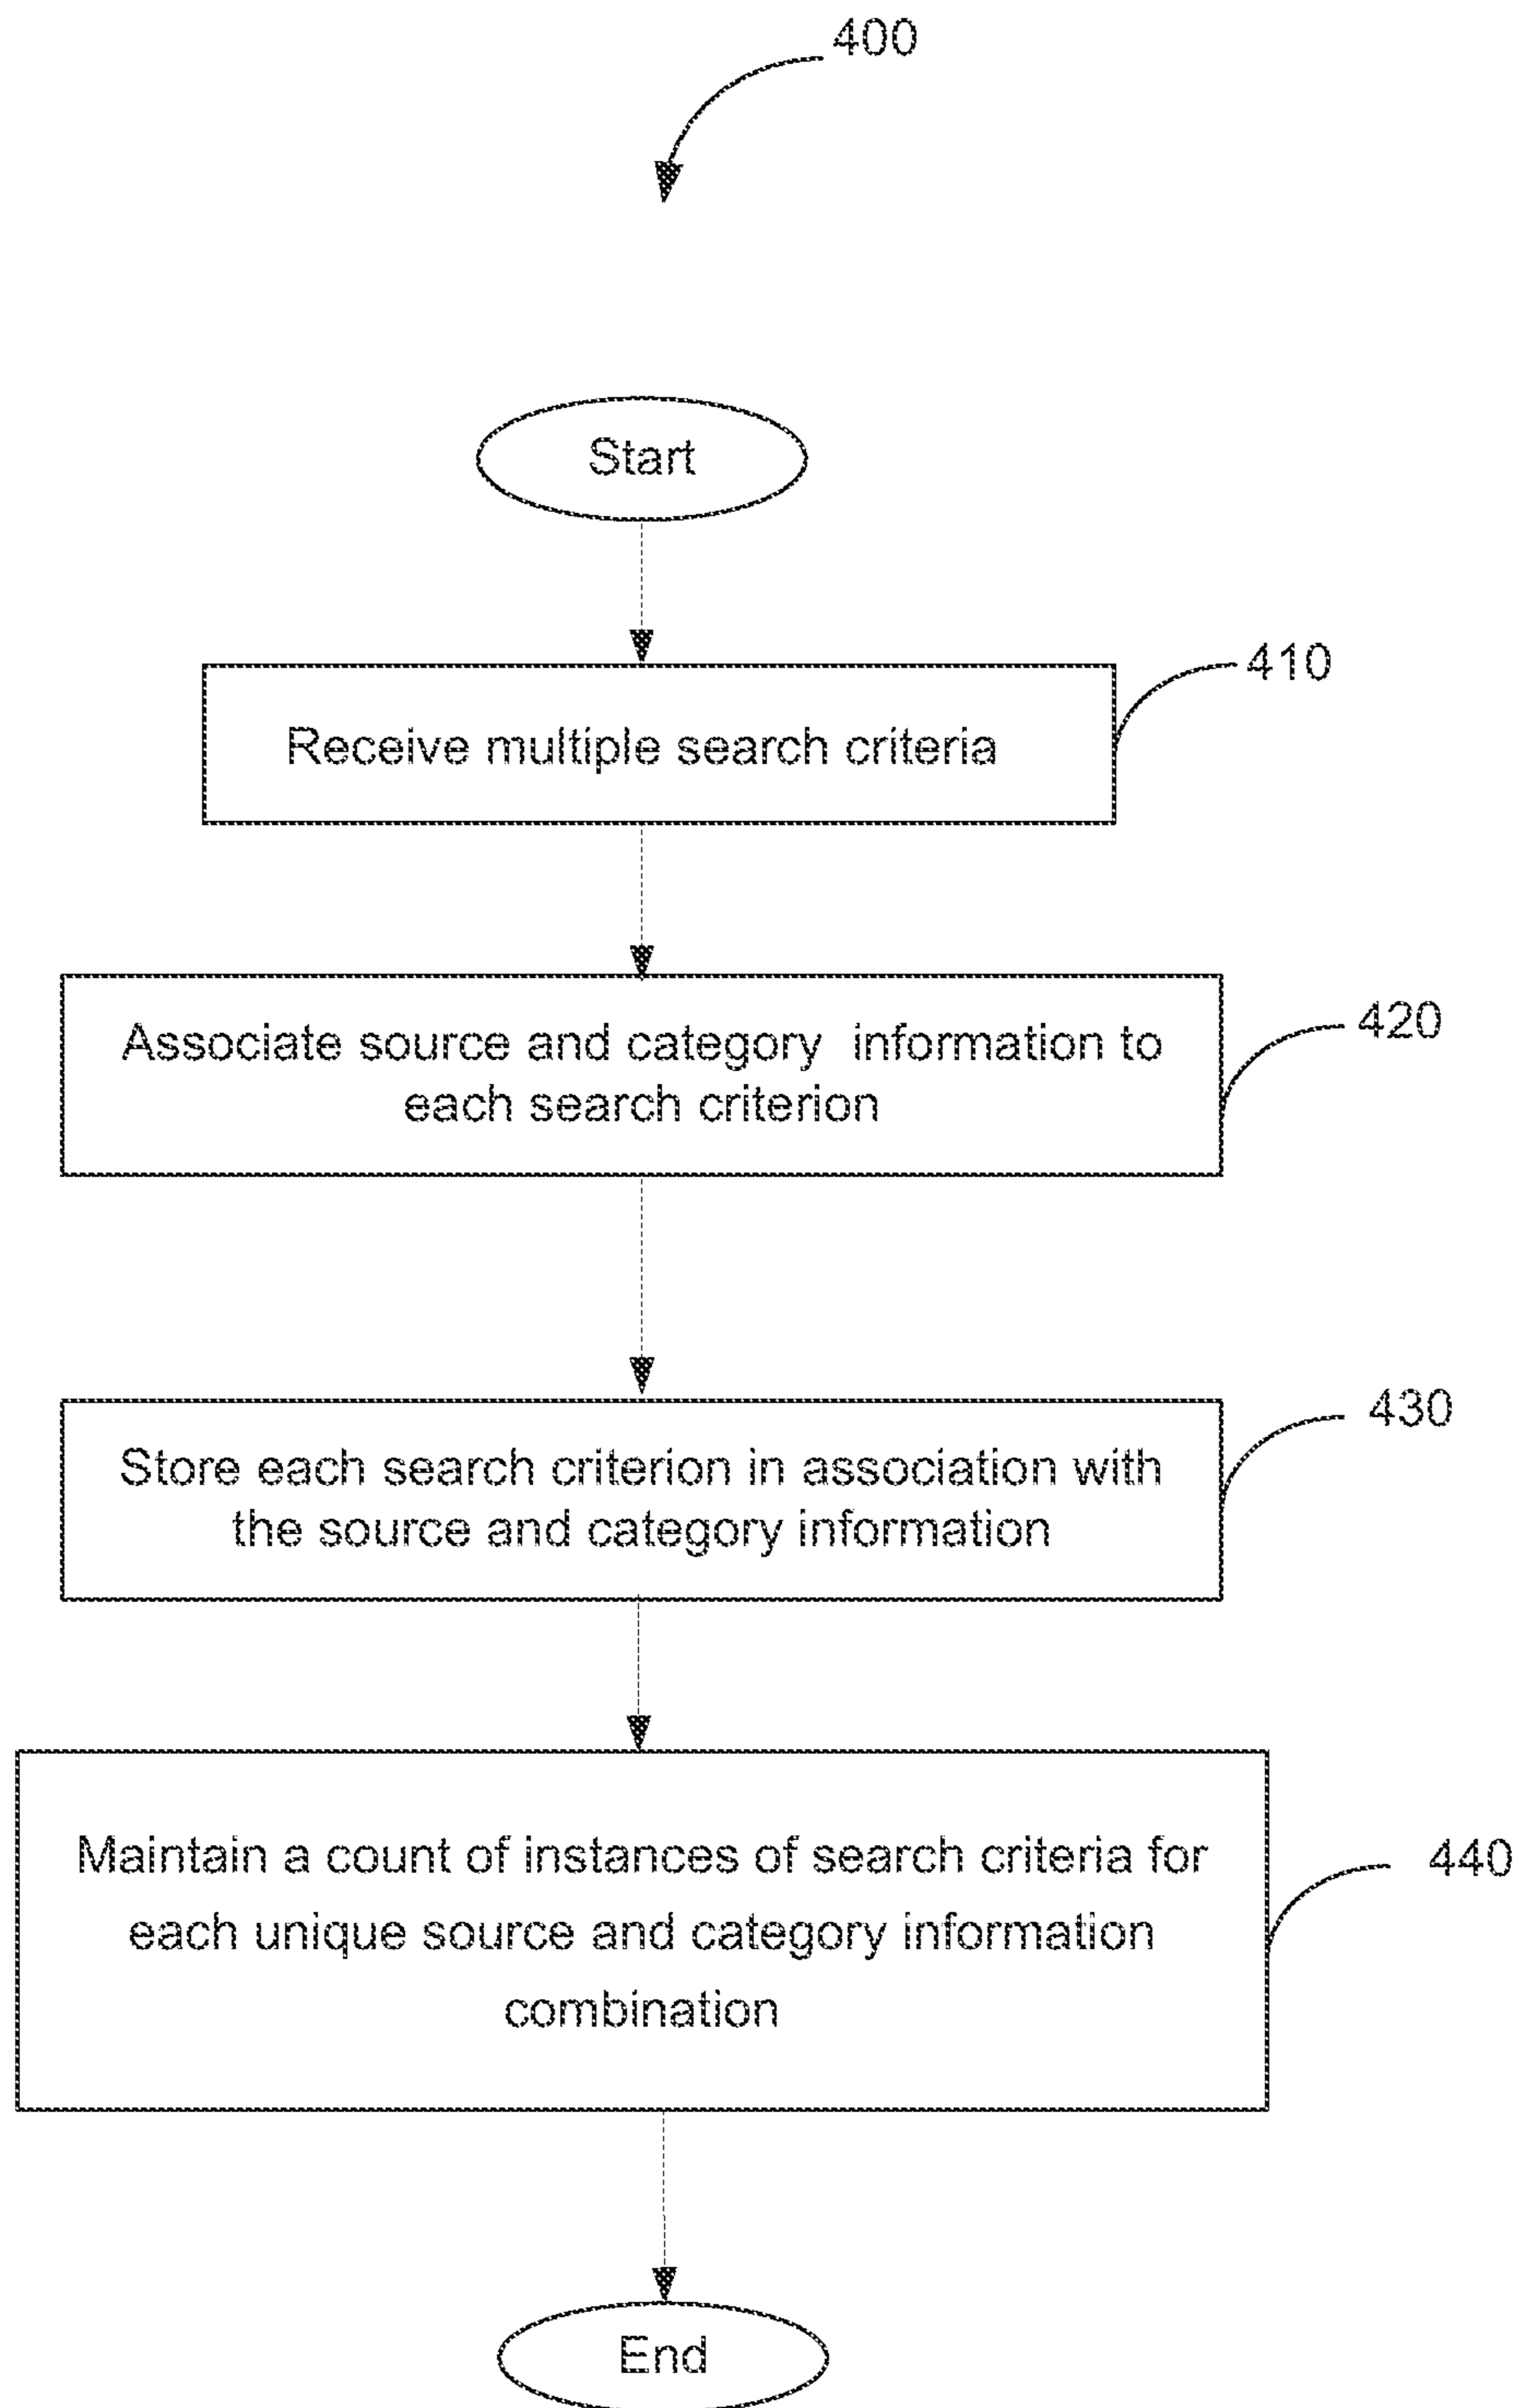 400
Start
Receive multiple search criteria
410
Associate source and category information to
each search criterion
420
Store each search criterion in association with
the source and category information
430
Maintain a count of instances of search criteria for
each unique source and category information
combination
440
End